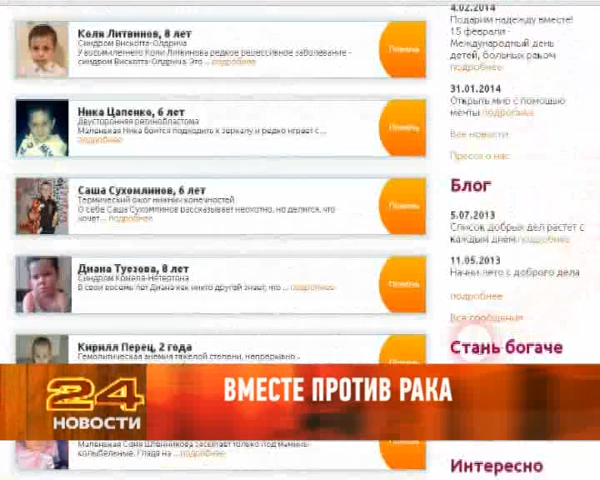 Коля Литвинов, 8 лет
Синдром Вискотта-Олдрича
У восьмилетнего Коли Литвинова редкое рецессивное заболевание -
синдром Вискотта-Олдрича. Это ... подробнее
Помочь
Ника Цапенко, 6 лет
Двусторонняя ретинобластома
Маленькая Ника боится подходить к зеркалу и редко играет с ...
подробнее
Помочь
Саша Сухомлинов, 6 лет
Термический ожог нижних конечностей
О себе Саша Сухомлинов рассказывает неохотно, но делится, что
хочет... подробнее
Помочь
Диана Туезова, 8 лет
Синдром Комела-Нетертона
В свои восемь лет Диана как никто другой знает, что ... подробнее
Помочь
Кирилл Перец, 2 года
Гемолитическая анемия тяжелой степени, непрерывно -
Помочь
Маленькая Соня Шпинникова засыпает только под мамины
колыбельные. Глядя на ... подробнее
4.02.2014
Подарим надежду вместе!
15 февраля -
Международный день
детей, больных раком
подробнее
31.01.2014
Открыть мир с помощью
мечты подробнее
Все новости
Пресса о нас
Блог
5.07.2013
Список добрых дел растет с
каждым днем подробнее
11.05.2013
Начни лето с доброго дела
подробнее
Все сообщения
Стань богаче
Интересно
24
НОВОСТИ
ВМЕСТЕ ПРОТИВ РАКА